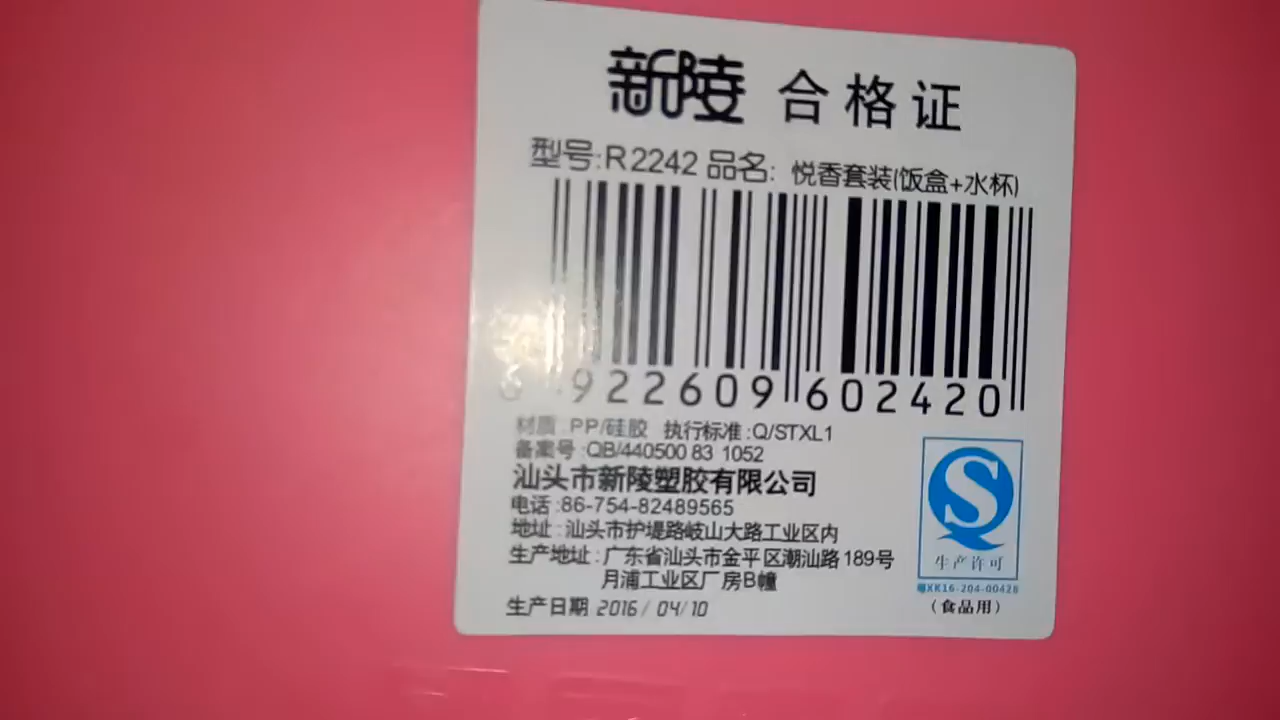 新陵 合格证
型号:R2242 品名: 悦香套装(饭盒+水杯)
6 922609 602420
材质:PP/硅胶 执行标准:Q/STXL1
备案号:QB/440500 83 1052
汕头市新陵塑胶有限公司
电话:86-754-82489565
地址:汕头市护堤路岐山大路工业区内
生产地址:广东省汕头市金平区潮汕路189号
月浦工业区厂房B幢
生产日期 2016/ 04/10
生产许可
XK16-204-00428
(食品用)